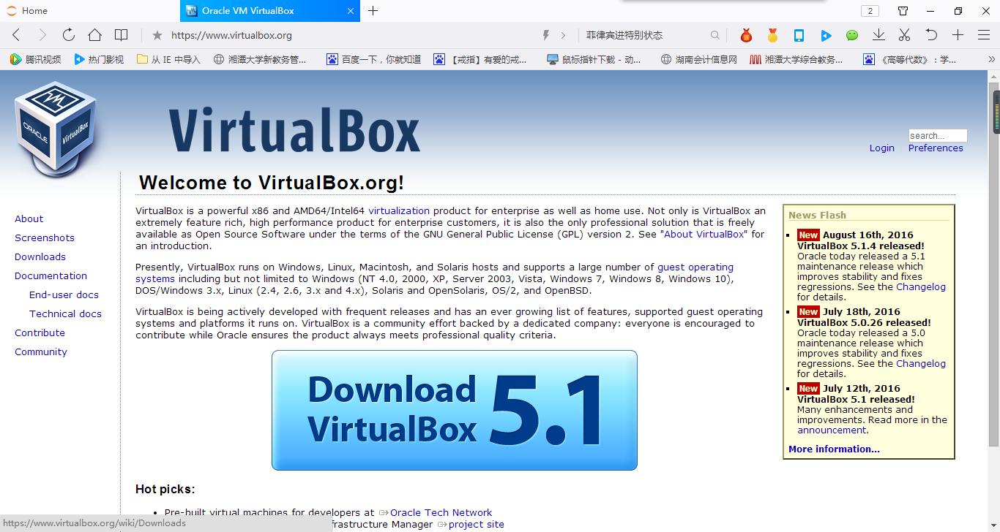 Home
Oracle VM VirtualBox
2
https://www.virtualbox.org
菲律宾进特别状态
腾讯视频
热门影视
从 IE 中导入
湘潭大学新教务管...
百度一下，你就知道
【戒指】有爱的戒...
鼠标指针下载 - 动...
湖南会计信息网
湘潭大学综合教务...
《高等代数》：学...
ORACLE
VirtualBox
VirtualBox
search...
Login
Preferences
Welcome to VirtualBox.org!
About
Screenshots
Downloads
Documentation
End-user docs
Technical docs
Contribute
Community
VirtualBox is a powerful x86 and AMD64/Intel64 virtualization product for enterprise as well as home use. Not only is VirtualBox an
extremely feature rich, high performance product for enterprise customers, it is also the only professional solution that is freely
available as Open Source Software under the terms of the GNU General Public License (GPL) version 2. See "About VirtualBox" for
an introduction.
Presently, VirtualBox runs on Windows, Linux, Macintosh, and Solaris hosts and supports a large number of guest operating
systems including but not limited to Windows (NT 4.0, 2000, XP, Server 2003, Vista, Windows 7, Windows 8, Windows 10),
DOS/Windows 3.x, Linux (2.4, 2.6, 3.x and 4.x), Solaris and OpenSolaris, OS/2, and OpenBSD.
VirtualBox is being actively developed with frequent releases and has an ever growing list of features, supported guest operating
systems and platforms it runs on. VirtualBox is a community effort backed by a dedicated company: everyone is encouraged to
contribute while Oracle ensures the product always meets professional quality criteria.
Download
VirtualBox
5.1
Hot picks:
Pre-built virtual machines for developers at Oracle Tech Network
frastructure Manager project site
News Flash
New August 16th, 2016
VirtualBox 5.1.4 released!
Oracle today released a 5.1
maintenance release which
improves stability and fixes
regressions. See the Changelog
for details.
New July 18th, 2016
VirtualBox 5.0.26 released!
Oracle today released a 5.0
maintenance release which
improves stability and fixes
regressions. See the Changelog
for details.
New July 12th, 2016
VirtualBox 5.1 released!
Many enhancements and
improvements. Read more in the
announcement.
More information...
https://www.virtualbox.org/wiki/Downloads